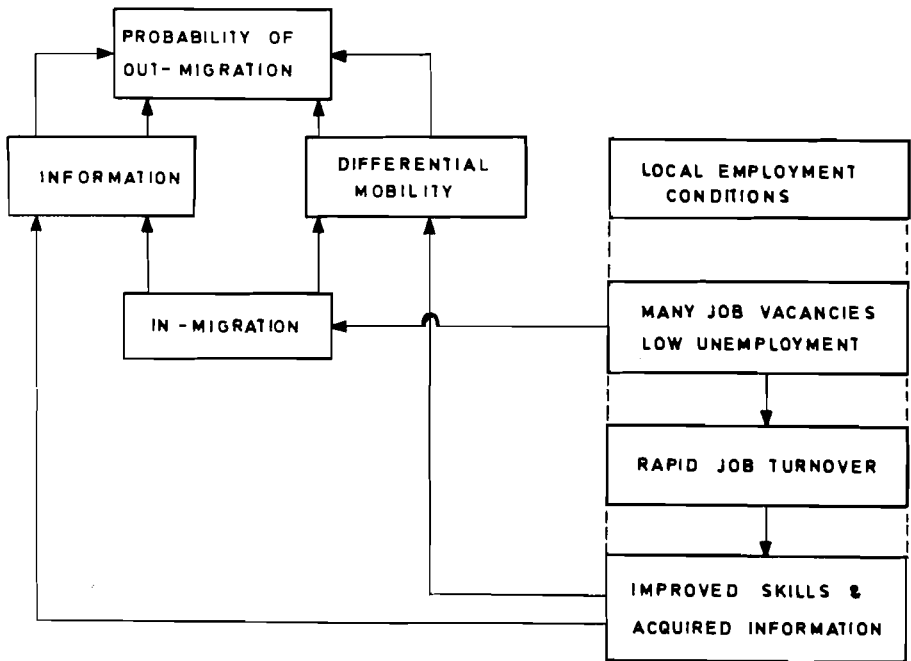 PROBABILITY OF
OUT-MIGRATION
INFORMATION
DIFFERENTIAL
MOBILITY
LOCAL EMPLOYMENT
CONDITIONS
IN-MIGRATION
MANY JOB VACANCIES
LOW UNEMPLOYMENT
RAPID JOB TURNOVER
IMPROVED SKILLS &
ACQUIRED INFORMATION